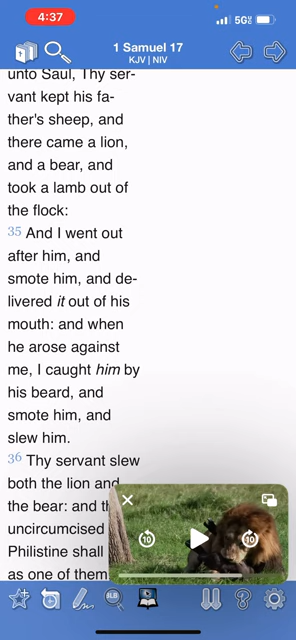 4:37
5G
1 Samuel 17
KJV | NIV
unto Saul, Thy ser-
vant kept his fa-
ther's sheep, and
there came a lion,
and a bear, and
took a lamb out of
the flock:
35 And I went out
after him, and
smote him, and de-
livered it out of his
mouth: and when
he arose against
me, I caught him by
his beard, and
smote him, and
slew him.
36 Thy servant slew
both the lion and
the bear: and
uncircumcised
Philistine shall
as one of them
10
10
BLB